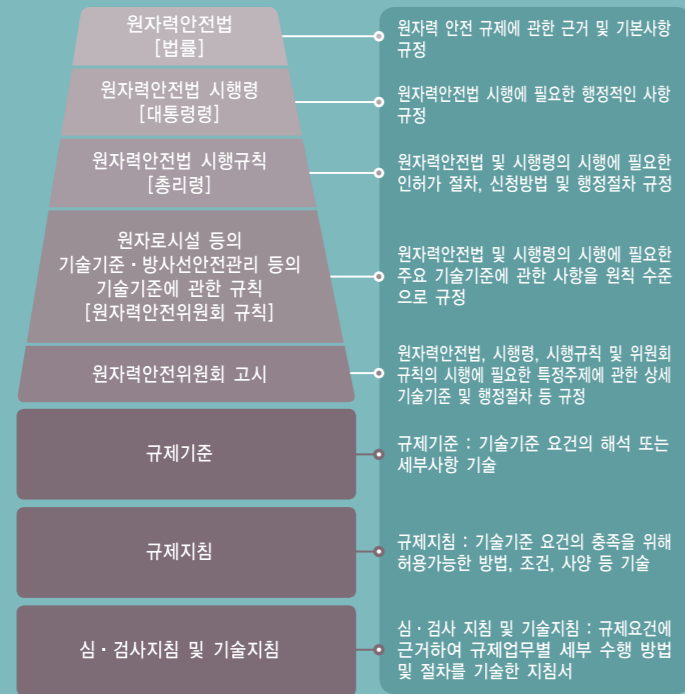 원자력안전법
[법률]
원자력 안전 규제에 관한 근거 및 기본사항
규정
원자력안전법 시행령
[대통령령]
원자력안전법 시행에 필요한 행정적인 사항
규정
원자력안전법 시행규칙
[총리령]
원자력안전법 및 시행령의 시행에 필요한
인허가 절차, 신청방법 및 행정절차 규정
원자로시설 등의
기술기준·방사선안전관리 등의
기술기준에 관한 규칙
[원자력안전위원회 규칙]
원자력안전법 및 시행령의 시행에 필요한
주요 기술기준에 관한 사항을 원칙 수준
으로 규정
원자력안전위원회 고시
원자력안전법, 시행령, 시행규칙 및 위원회
규칙의 시행에 필요한 특정주제에 관한 상세
기술기준 및 행정절차 등 규정
규제기준
규제기준 : 기술기준 요건의 해석 또는
세부사항 기술
규제지침
규제지침 : 기술기준 요건의 충족을 위해
허용가능한 방법, 조건, 사양 등 기술
심·검사지침 및 기술지침
심·검사 지침 및 기술지침 : 규제요건에
근거하여 규제업무별 세부 수행 방법
및 절차를 기술한 지침서